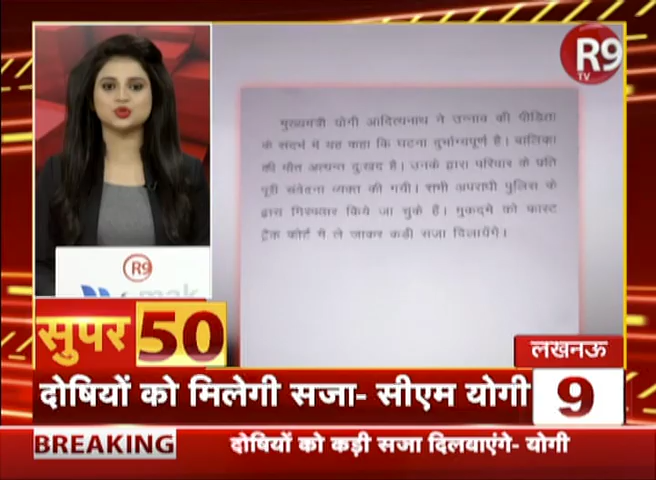 R9
TV
मुख्यमंत्री योगी आदित्यनाथ ने उन्नाव की पीड़िता
के संदर्भ में यह कहा कि घटना दुर्भाग्यपूर्ण है। बालिका
की मौत अत्यन्त दुःखद है। उनके द्वारा परिवार के प्रति
पूरी संवेदना व्यक्त की गयी। सभी अपराधी पुलिस के
द्वारा गिरफ्तार किये जा चुके हैं। मुकदमे को फास्ट
ट्रैक कोर्ट में ले जाकर कड़ी सजा दिलायेंगे।
R9
सुपर 50
लखनऊ
दोषियों को मिलेगी सजा- सीएम योगी
9
BREAKING
दोषियों को कड़ी सजा दिलवाएंगे- योगी